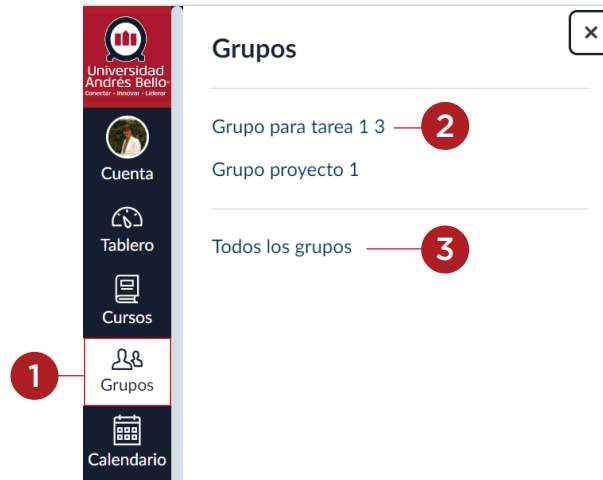 Universidad
Andrés Bello
Conectar - Innovar - Liderar
Cuenta
Tablero
Cursos
1
Grupos
Calendario
Grupos
×
Grupo para tarea 1 3
2
Grupo proyecto 1
Todos los grupos
3